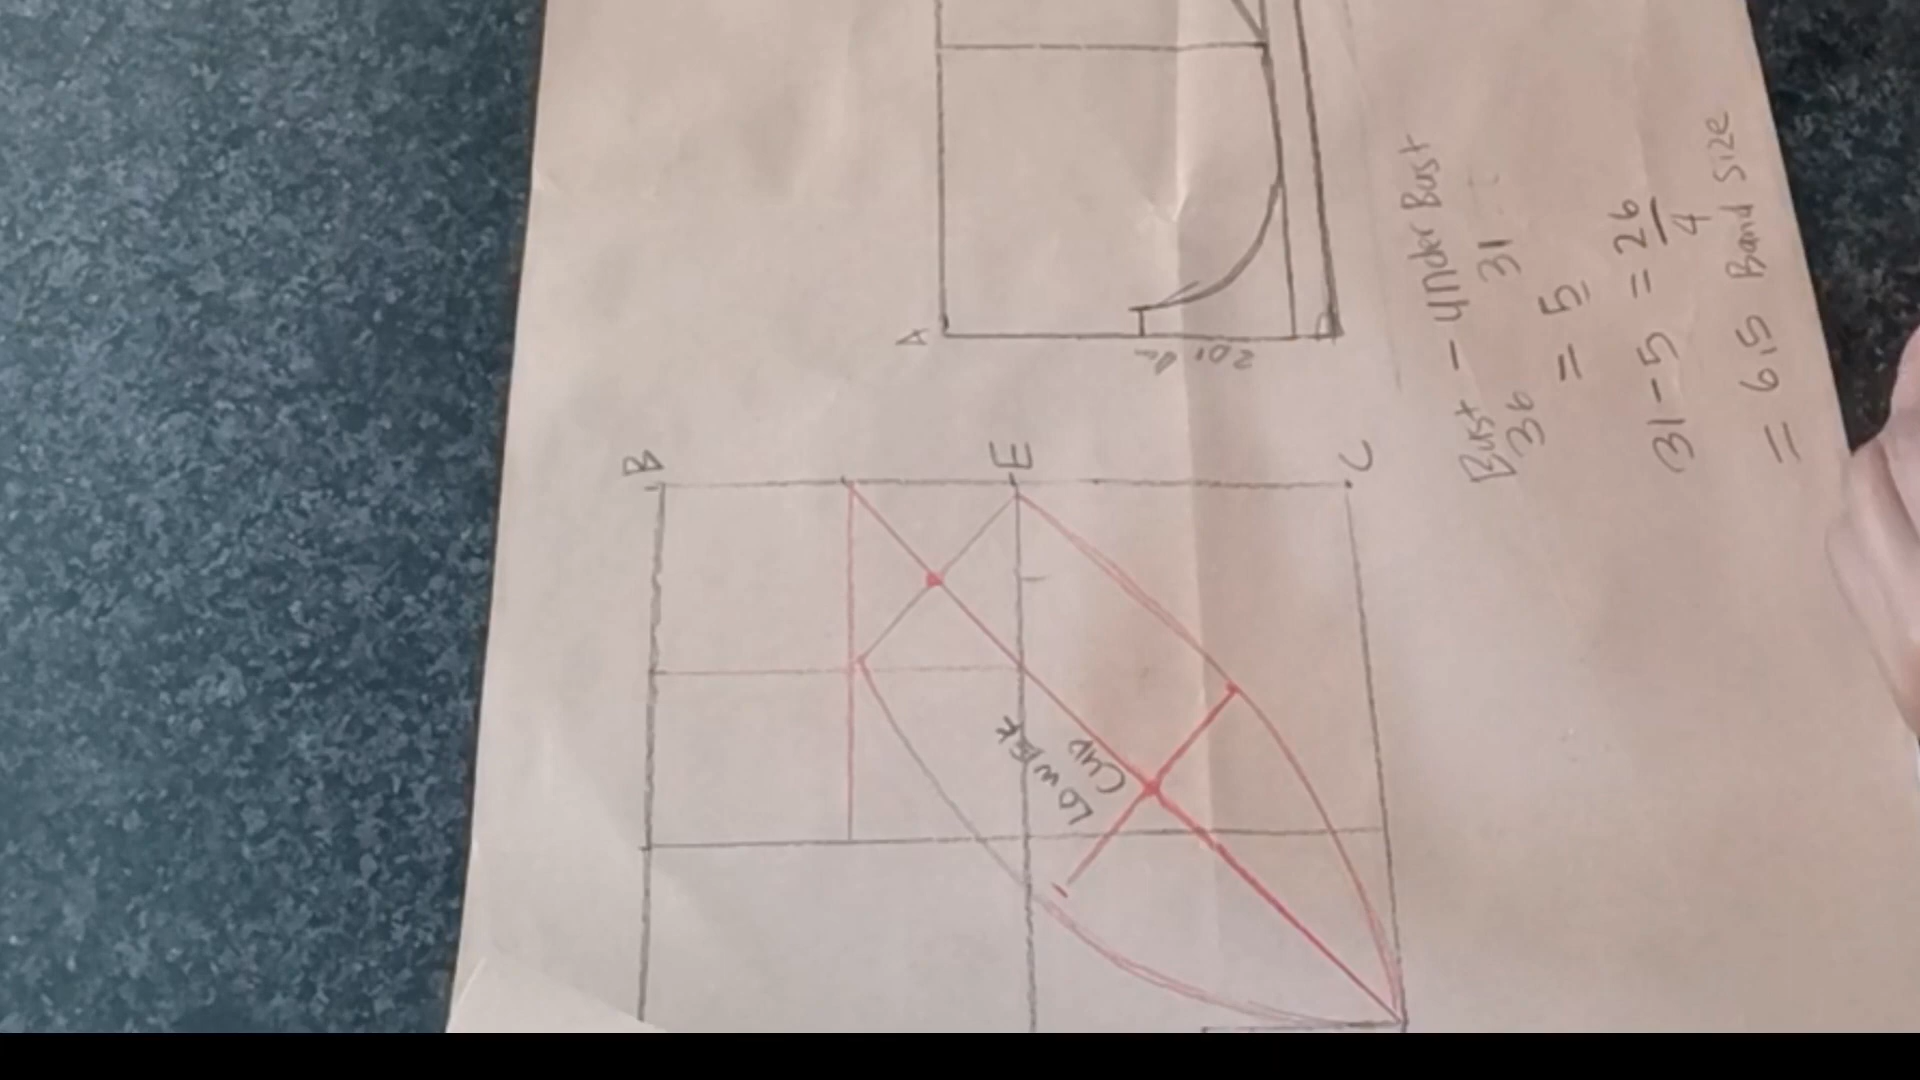 A
B
E
C
LOWER
CUP
Bust - under Bust
36 31
= 5
31 - 5 = 26
4
= 6,5 Band size